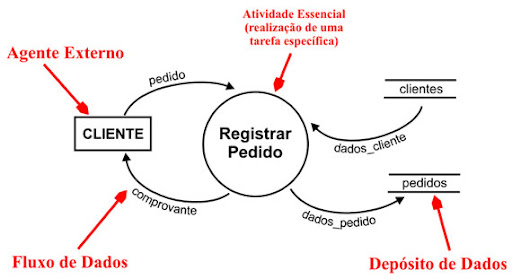 Atividade Essencial
(realização de uma
tarefa específica)
Agente Externo
pedido
clientes
CLIENTE
Registrar
Pedido
dados_cliente
pedidos
comprovante
dados_pedido
Fluxo de Dados
Depósito de Dados